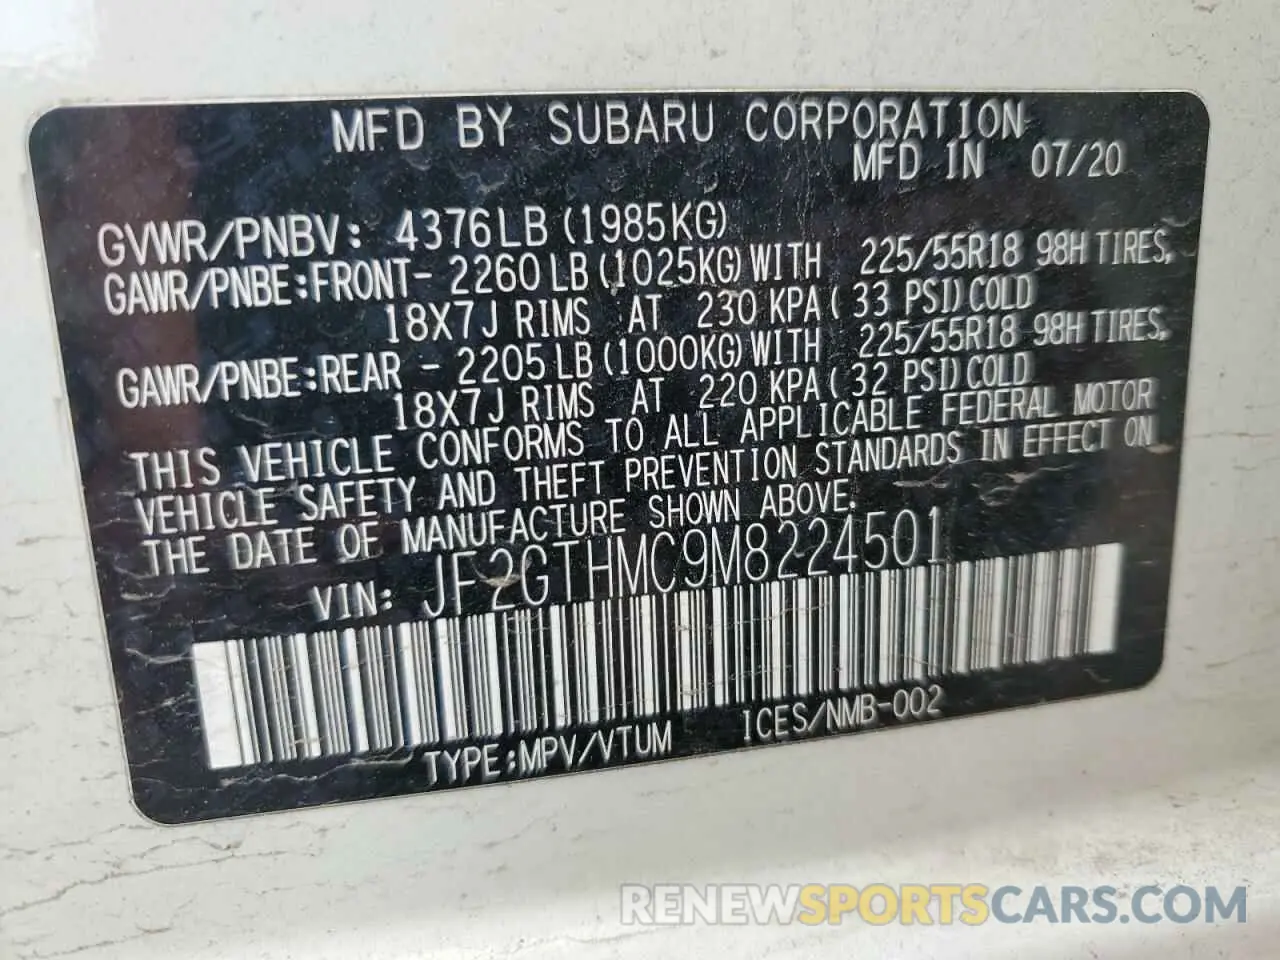 MFD BY SUBARU CORPORATION
MFD IN 07/20
GVWR/PNBV: 4376LB (1985KG)
GAWR/PNBE:FRONT- 2260 LB (1025KG) WITH 225/55R18 98H TIRES,
18X7J RIMS AT 230 KPA ( 33 PSI) COLD
GAWR/PNBE:REAR - 2205 LB (1000KG) WITH 225/55R18 98H TIRES,
18X7J RIMS AT 220 KPA ( 32 PSI) COLD
THIS VEHICLE CONFORMS TO ALL APPLICABLE FEDERAL MOTOR
VEHICLE SAFETY AND THEFT PREVENTION STANDARDS IN EFFECT ON
THE DATE OF MANUFACTURE SHOWN ABOVE.
VIN: JF2GTHMC9M8224501
TYPE:MPV/VTUM ICES/NMB-002
RENEWSPORTSCARS.COM